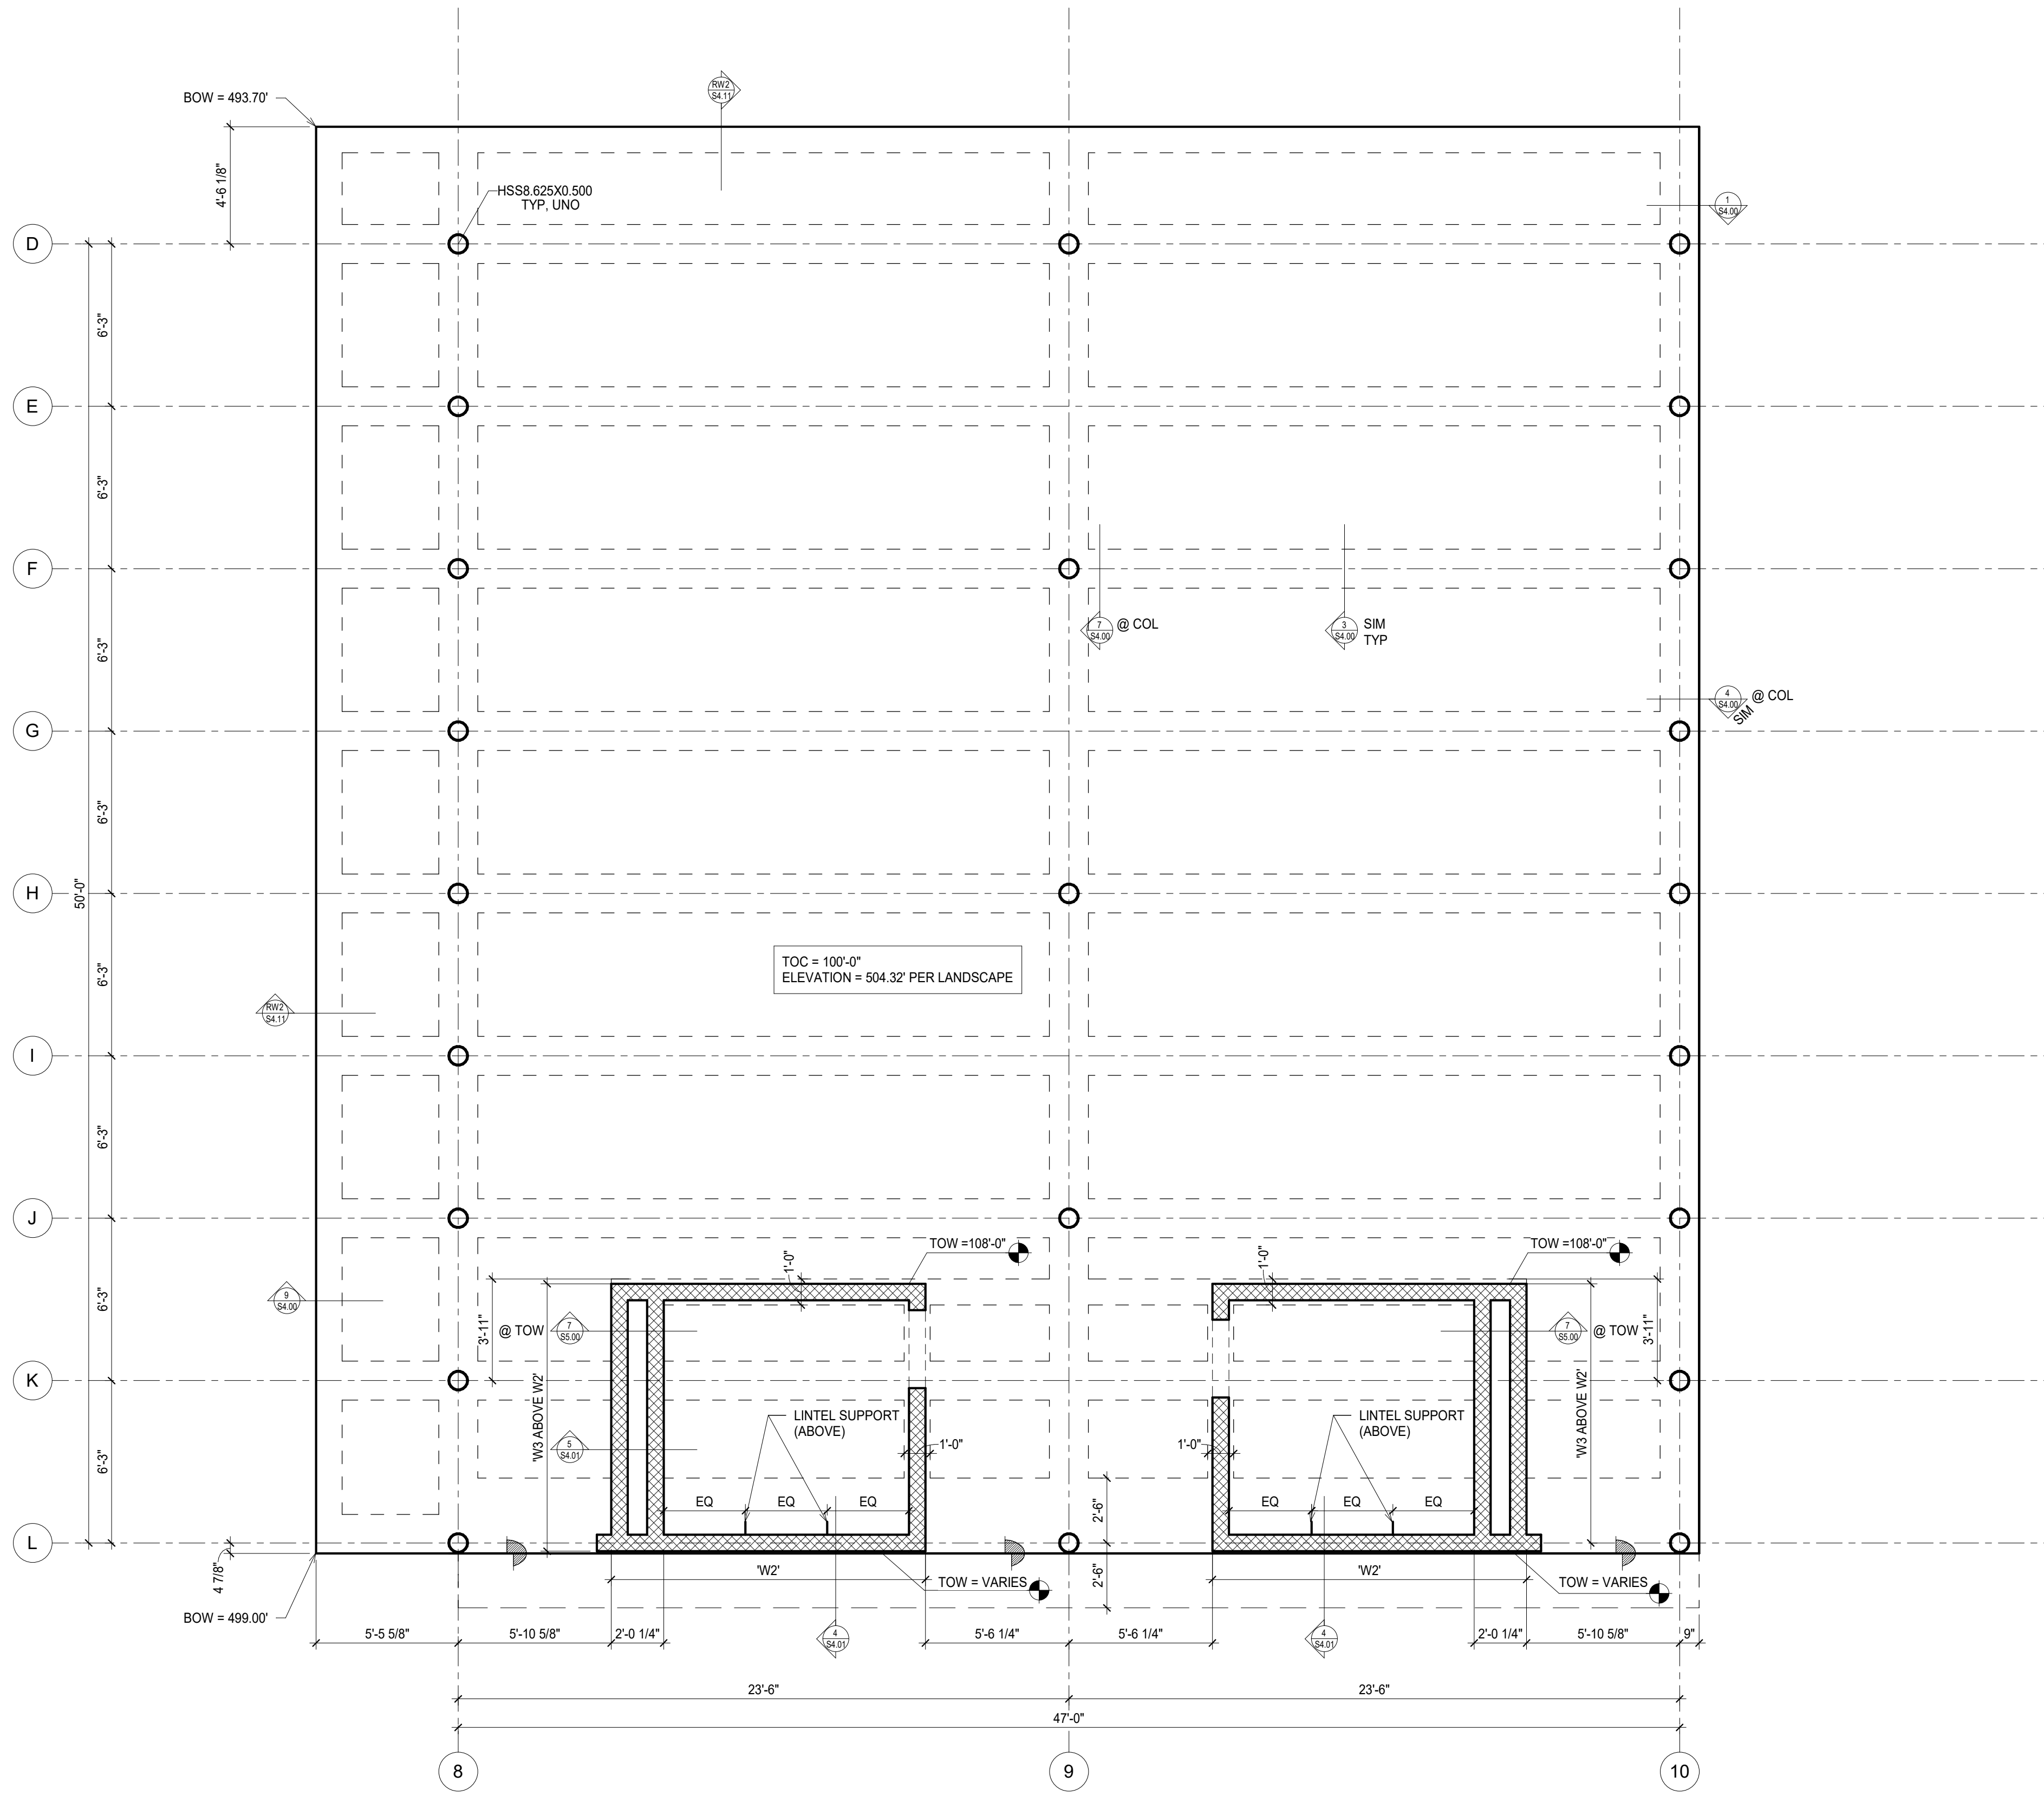 RW2
S4.11
BOW = 493.70'
4'-6 1/8"
HSS8.625X0.500
TYP, UNO
1
S4.00
D
6'-3"
E
6'-3"
F
7
S4.00
@ COL
3
S4.00
SIM
TYP
6'-3"
4
S4.00
@ COL
SIM
G
6'-3"
H
50'-0"
TOC = 100'-0"
ELEVATION = 504.32' PER LANDSCAPE
6'-3"
RW2
S4.11
I
6'-3"
J
TOW =108'-0"
TOW =108'-0"
1'-0"
1'-0"
6'-3"
9
S4.00
3'-11"
@ TOW
7
S5.00
7
S5.00
@ TOW
3'-11"
K
'W3 ABOVE W2'
LINTEL SUPPORT
(ABOVE)
LINTEL SUPPORT
(ABOVE)
'W3 ABOVE W2'
5
S4.01
1'-0"
1'-0"
6'-3"
EQ
EQ
EQ
EQ
EQ
EQ
2'-6"
L
4 7/8"
'W2'
2'-6"
'W2'
TOW = VARIES
TOW = VARIES
BOW = 499.00'
5'-5 5/8"
5'-10 5/8"
2'-0 1/4"
4
S4.01
5'-6 1/4"
5'-6 1/4"
4
S4.01
2'-0 1/4"
5'-10 5/8"
9"
23'-6"
23'-6"
47'-0"
8
9
10